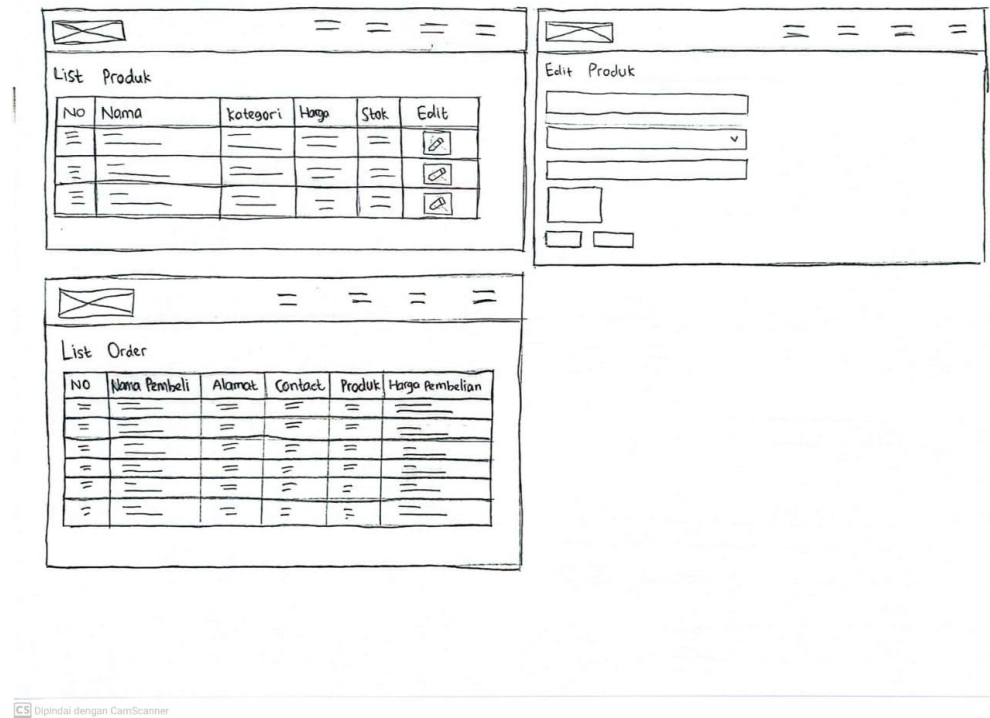 List Produk
NO Nama Kategori Harga Stok Edit
Edit Produk
List Order
NO Nama Pembeli Alamat Contact Produk Harga Pembelian
CS Dipindai dengan CamScanner